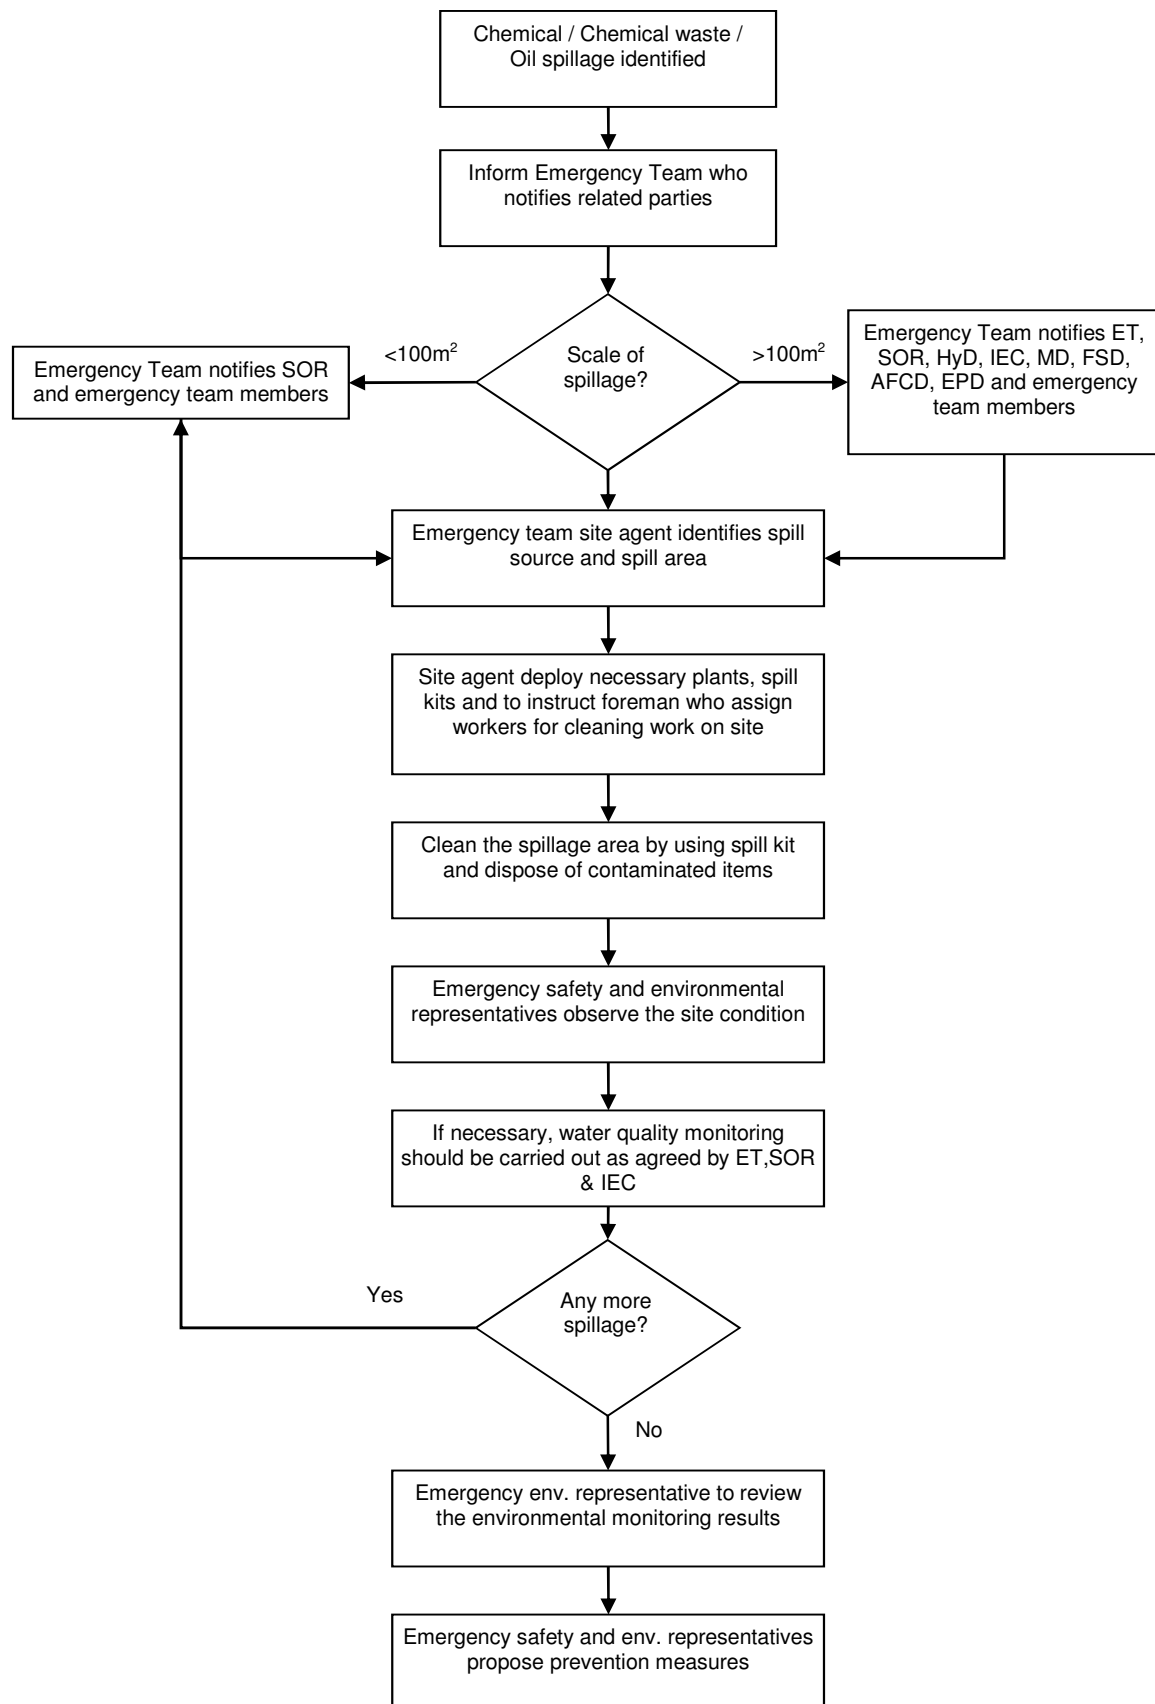 Chemical / Chemical waste /
Oil spillage identified
Inform Emergency Team who
notifies related parties
<100m²
Scale of
spillage?
>100m²
Emergency Team notifies SOR
and emergency team members
Emergency Team notifies ET,
SOR, HyD, IEC, MD, FSD,
AFCD, EPD and emergency
team members
Emergency team site agent identifies spill
source and spill area
Site agent deploy necessary plants, spill
kits and to instruct foreman who assign
workers for cleaning work on site
Clean the spillage area by using spill kit
and dispose of contaminated items
Emergency safety and environmental
representatives observe the site condition
If necessary, water quality monitoring
should be carried out as agreed by ET,SOR
& IEC
Yes
Any more
spillage?
No
Emergency env. representative to review
the environmental monitoring results
Emergency safety and env. representatives
propose prevention measures